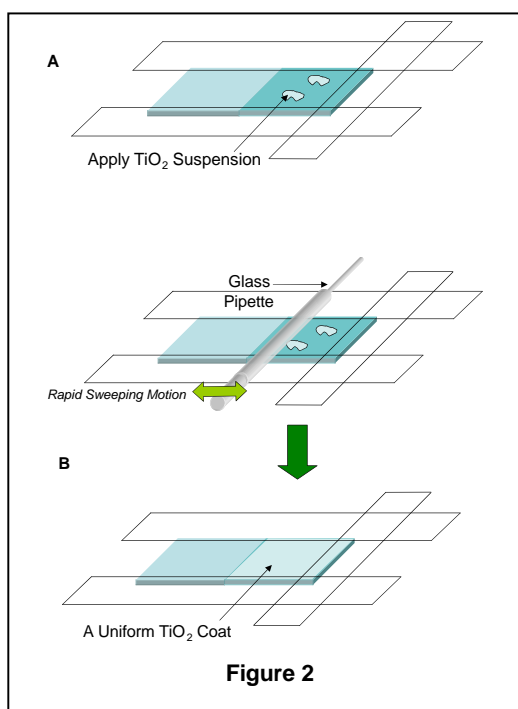 A
Apply TiO₂ Suspension
Glass
Pipette
Rapid Sweeping Motion
B
A Uniform TiO₂ Coat
Figure 2